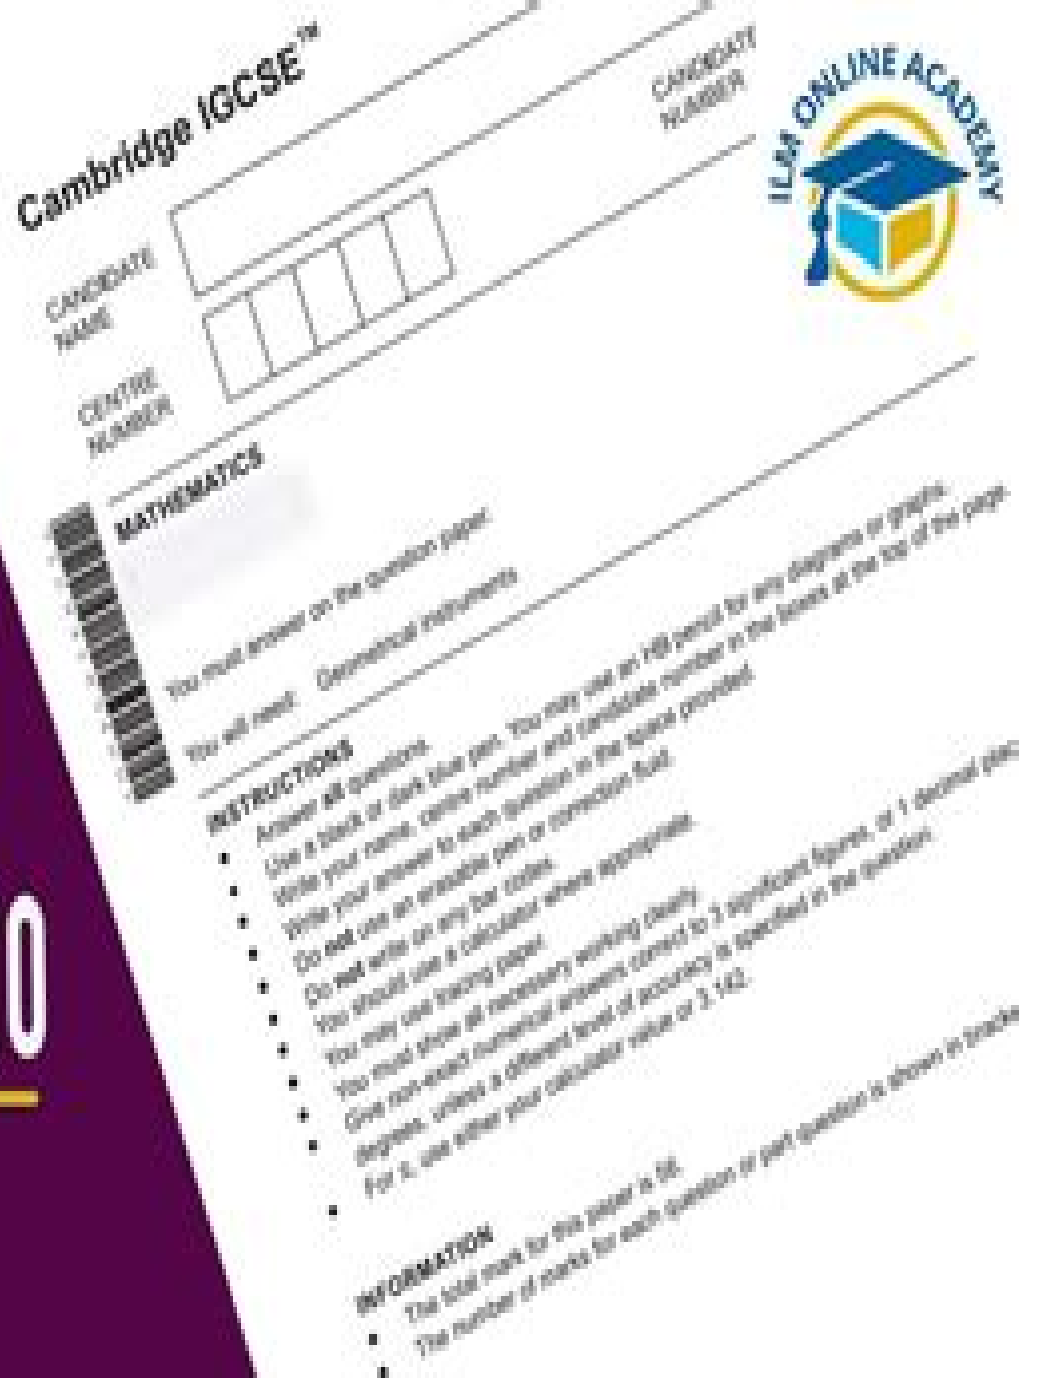 Cambridge IGCSE™
CANDIDATE
NAME
CENTRE
NUMBER
CANDIDATE
NUMBER
ILM ONLINE ACADEMY
MATHEMATICS
You must answer on the question paper.
You will need: Geometrical instruments
INSTRUCTIONS
• Answer all questions.
• Use a black or dark blue pen. You may use an HB pencil for any diagrams or graphs.
• Write your name, centre number and candidate number in the boxes at the top of the page.
• Write your answer to each question in the space provided.
• Do not use an erasable pen or correction fluid.
• Do not write on any bar codes.
• You should use a calculator where appropriate.
• You may use tracing paper.
• You must show all necessary working clearly.
• Give non-exact numerical answers correct to 3 significant figures, or 1 decimal plac
degrees, unless a different level of accuracy is specified in the question.
• For π, use either your calculator value or 3.142.
INFORMATION
• The total mark for this paper is 56.
• The number of marks for each question or part question is shown in bracke
0